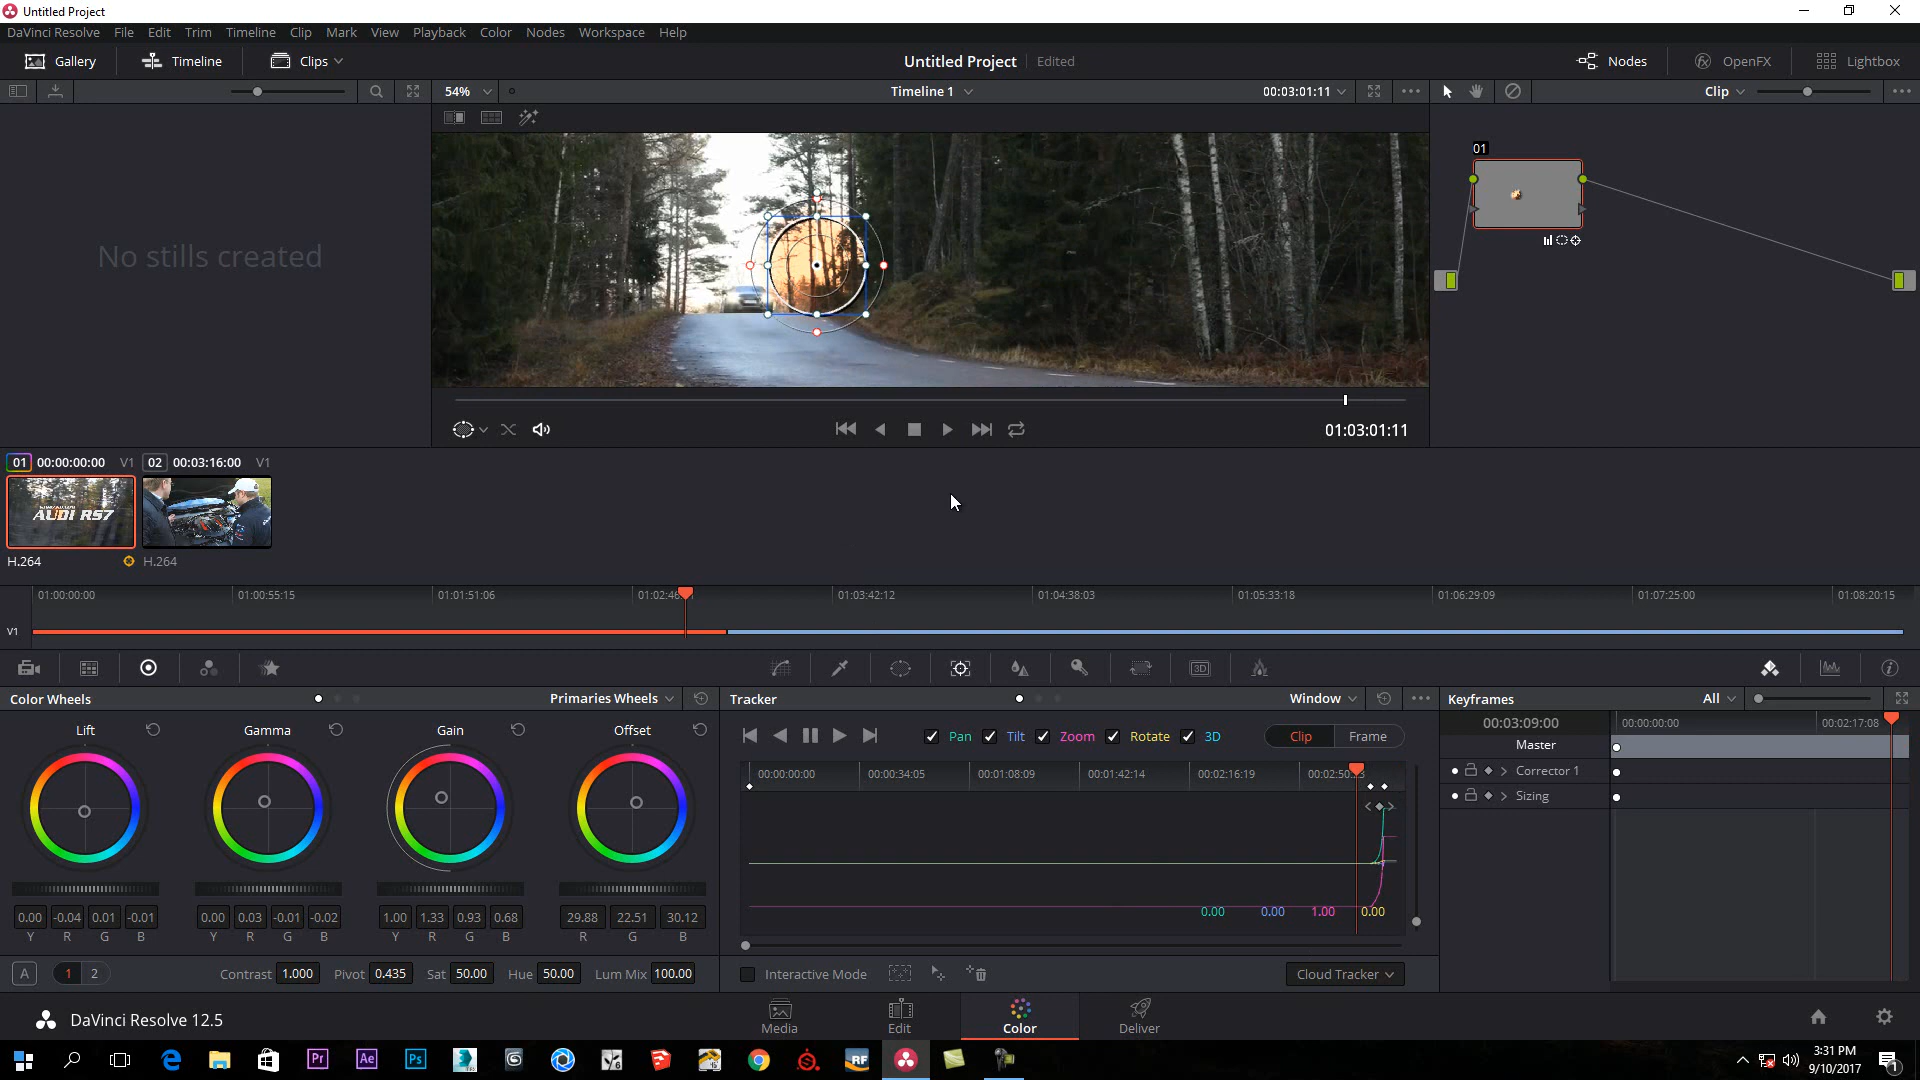 Untitled Project
DaVinci Resolve File Edit Trim Timeline Clip Mark View Playback Color Nodes Workspace Help
Gallery Timeline Clips Untitled Project Edited Nodes OpenFX Lightbox
54% Timeline 1 00:03:01:11 Clip
No stills created
01
01:03:01:11
01 00:00:00:00 V1 02 00:03:16:00 V1
AUDI RS7
H.264 H.264
01:00:00:00 01:00:55:15 01:01:51:06 01:02:46 01:03:42:12 01:04:38:03 01:05:33:18 01:06:29:09 01:07:25:00 01:08:20:15
V1
3D
Color Wheels Primaries Wheels Tracker Window Keyframes All
Lift Gamma Gain Offset
Pan Tilt Zoom Rotate 3D Clip Frame
00:03:09:00 00:00:00:00 00:02:17:08
Master
Corrector 1
Sizing
00:00:00:00 00:00:34:05 00:01:08:09 00:01:42:14 00:02:16:19 00:02:50:
0.00 0.00 1.00 0.00
0.00 -0.04 0.01 -0.01 0.00 0.03 -0.01 -0.02 1.00 1.33 0.93 0.68 29.88 22.51 30.12
Y R G B Y R G B Y R G B R G B
A 1 2 Contrast 1.000 Pivot 0.435 Sat 50.00 Hue 50.00 Lum Mix 100.00
Interactive Mode Cloud Tracker
DaVinci Resolve 12.5 Media Edit Color Deliver
Pr Ae Ps RF
3:31 PM
9/10/2017
1